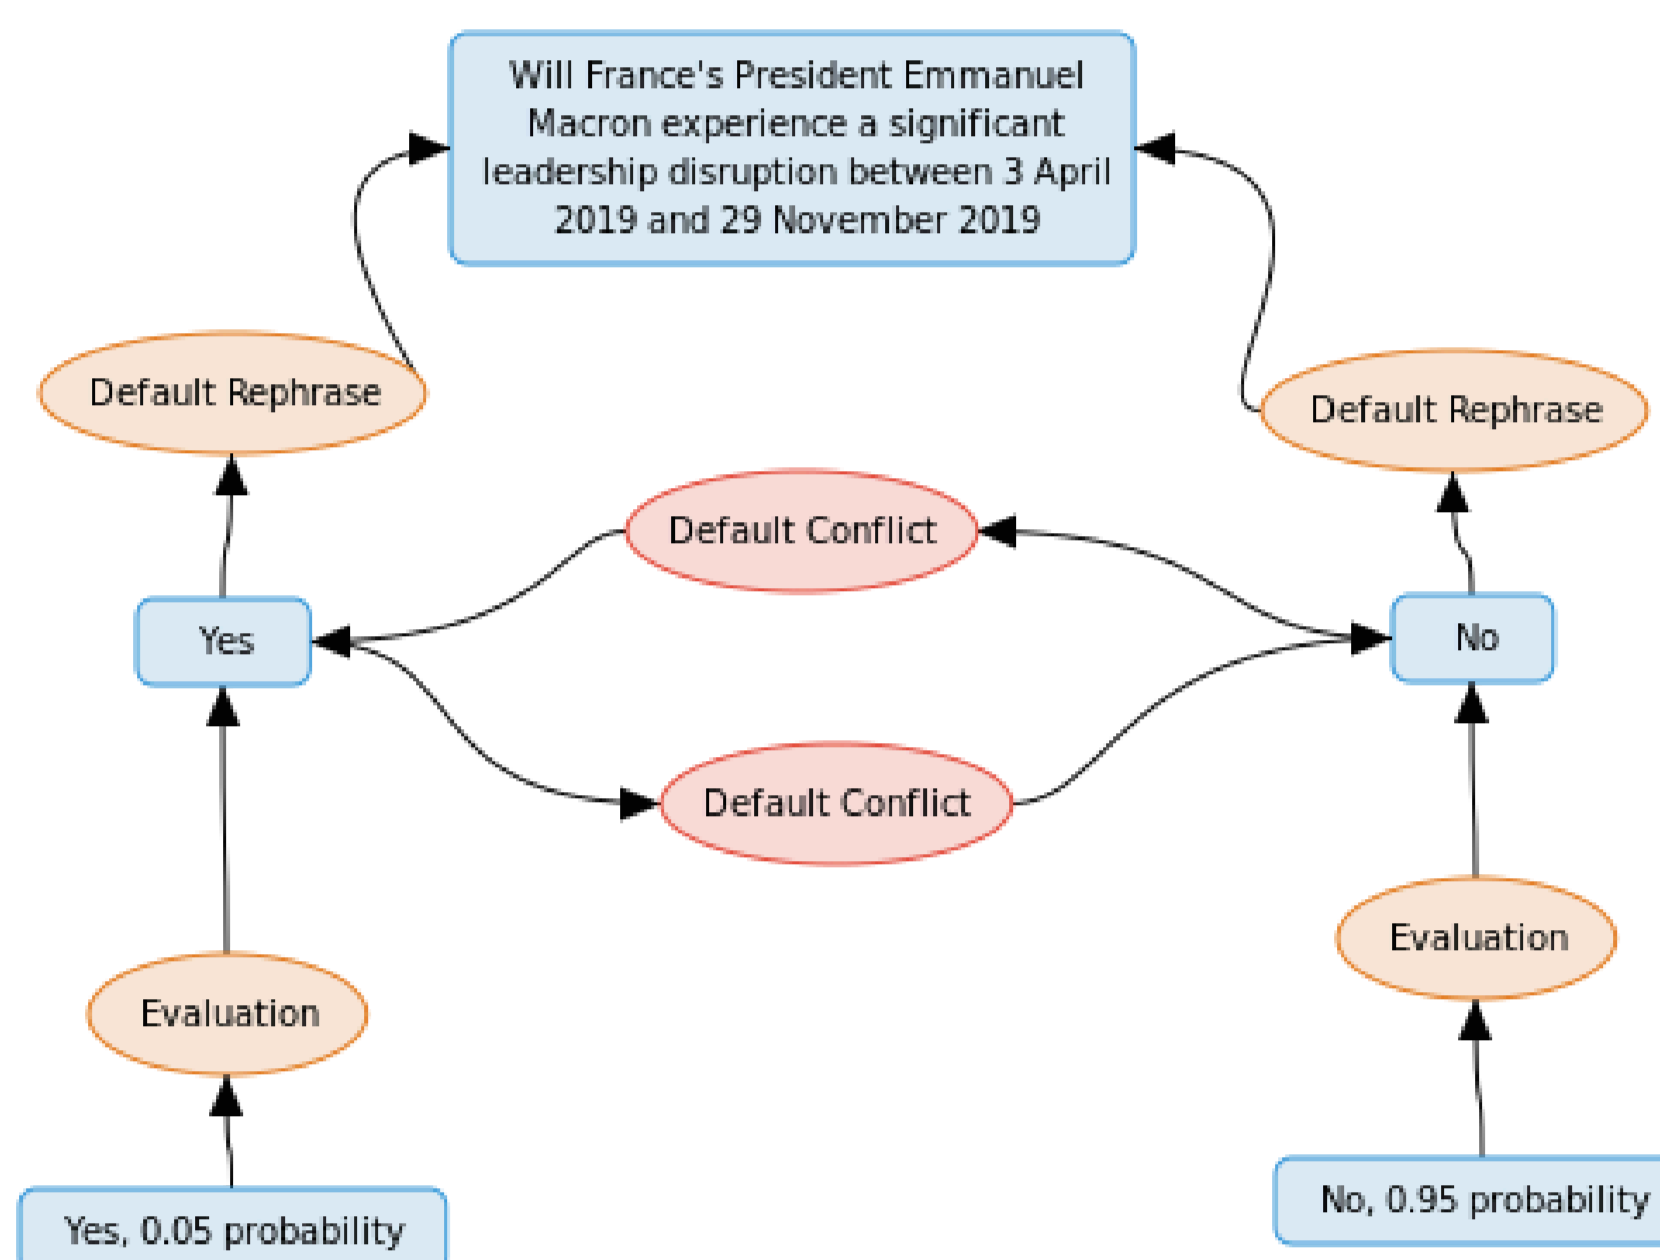 Will France's President Emmanuel
Macron experience a significant
leadership disruption between 3 April
2019 and 29 November 2019
Default Rephrase
Default Rephrase
Default Conflict
Yes
No
Default Conflict
Evaluation
Evaluation
Yes, 0.05 probability
No, 0.95 probability